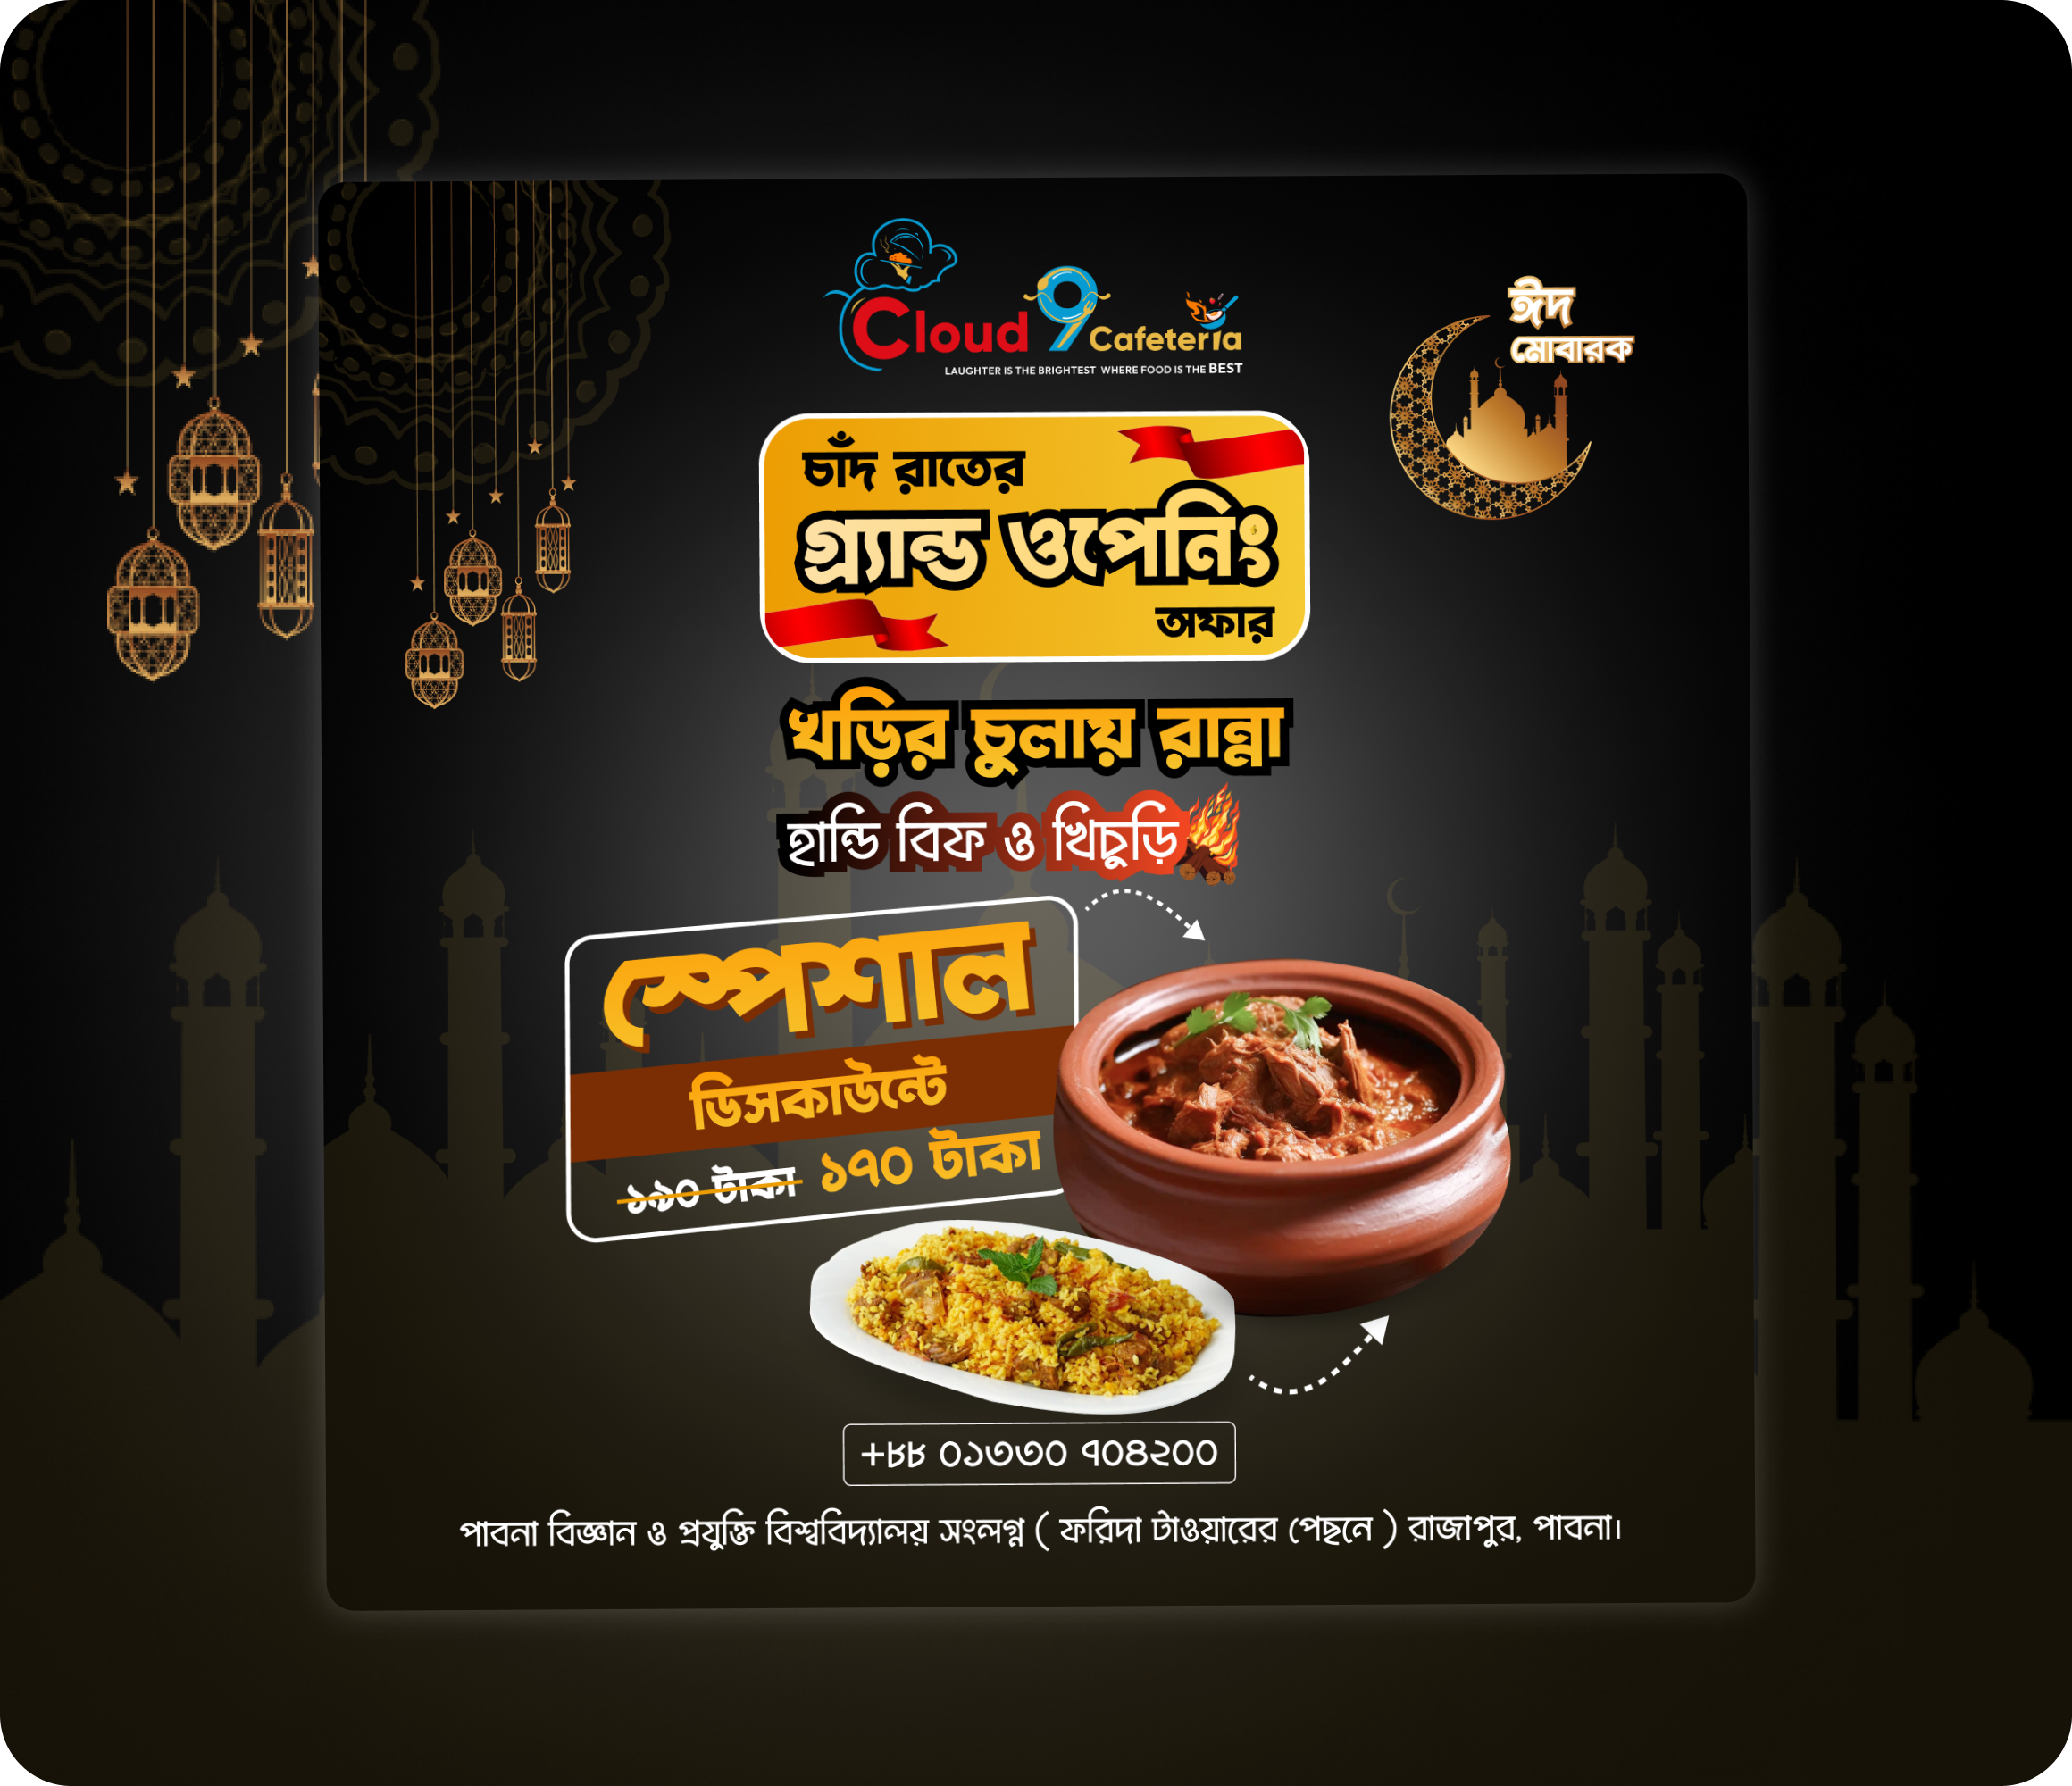 Cloud 9 Cafeteria
LAUGHTER IS THE BRIGHTEST WHERE FOOD IS THE BEST
ঈদ
মোবারক
চাঁদ রাতের
গ্র্যান্ড ওপেনিং
অফার
খড়ির চুলায় রান্না
হান্ডি বিফ ও খিচুড়ি
স্পেশাল
ডিসকাউন্টে
১৯০ টাকা ১৭০ টাকা
+৮৮ ০১৩৩০ ৭০৪২০০
পাবনা বিজ্ঞান ও প্রযুক্তি বিশ্ববিদ্যালয় সংলগ্ন ( ফরিদা টাওয়ারের পেছনে ) রাজাপুর, পাবনা।